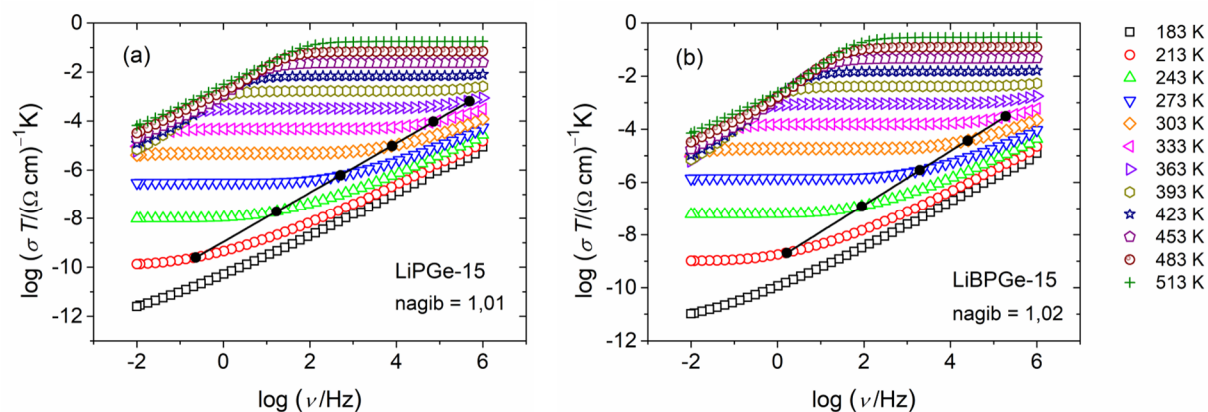 (a)
log (σ T/(Ω cm)⁻¹K)
0
-2
-4
-6
-8
-10
-12
LiPGe-15
nagib = 1,01
-2 0 2 4 6
log (ν/Hz)
(b)
log (σ T/(Ω cm)⁻¹K)
0
-2
-4
-6
-8
-9
-11
-12
LiBPGe-15
nagib = 1,02
-2 0 2 4 6
log (ν/Hz)
183 K
213 K
243 K
273 K
303 K
333 K
363 K
393 K
423 K
453 K
483 K
513 K